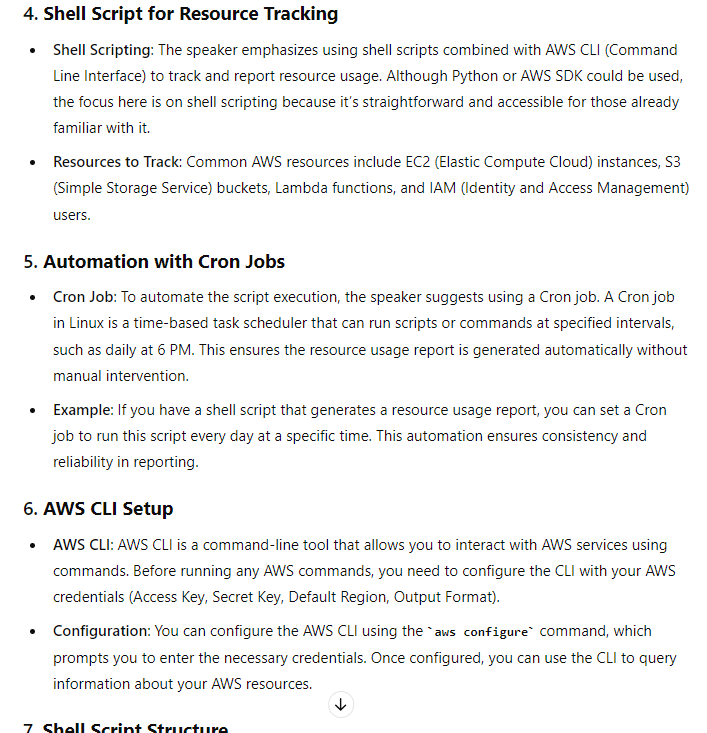 4. Shell Script for Resource Tracking
• Shell Scripting: The speaker emphasizes using shell scripts combined with AWS CLI (Command
Line Interface) to track and report resource usage. Although Python or AWS SDK could be used,
the focus here is on shell scripting because it's straightforward and accessible for those already
familiar with it.
• Resources to Track: Common AWS resources include EC2 (Elastic Compute Cloud) instances, S3
(Simple Storage Service) buckets, Lambda functions, and IAM (Identity and Access Management)
users.
5. Automation with Cron Jobs
• Cron Job: To automate the script execution, the speaker suggests using a Cron job. A Cron job
in Linux is a time-based task scheduler that can run scripts or commands at specified intervals,
such as daily at 6 PM. This ensures the resource usage report is generated automatically without
manual intervention.
• Example: If you have a shell script that generates a resource usage report, you can set a Cron
job to run this script every day at a specific time. This automation ensures consistency and
reliability in reporting.
6. AWS CLI Setup
• AWS CLI: AWS CLI is a command-line tool that allows you to interact with AWS services using
commands. Before running any AWS commands, you need to configure the CLI with your AWS
credentials (Access Key, Secret Key, Default Region, Output Format).
• Configuration: You can configure the AWS CLI using the `aws configure` command, which
prompts you to enter the necessary credentials. Once configured, you can use the CLI to query
information about your AWS resources.
7. Shell Script Structure